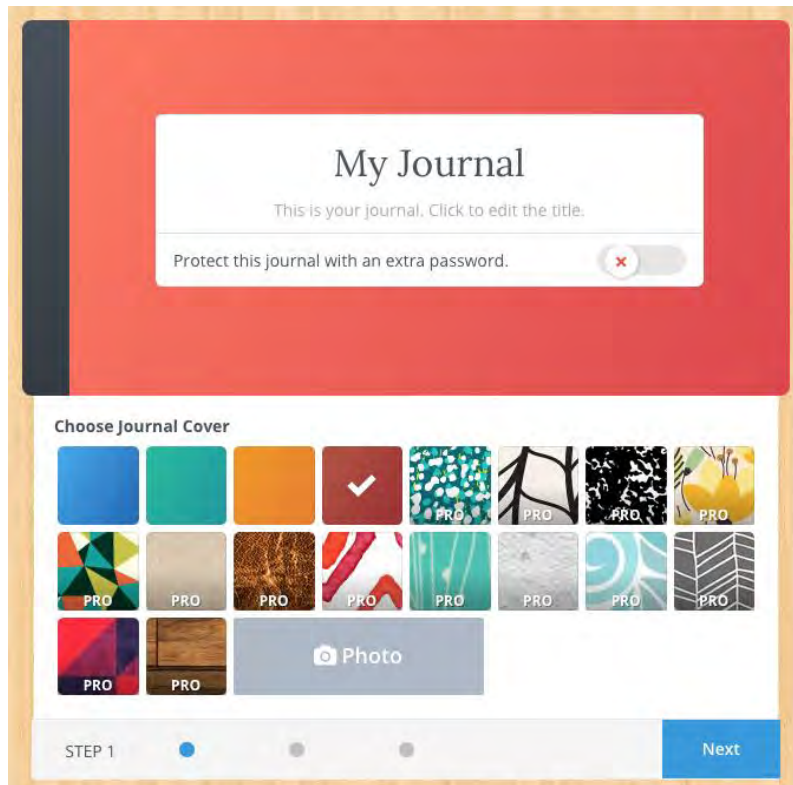 My Journal
This is your journal. Click to edit the title.
Protect this journal with an extra password.
Choose Journal Cover
PRO PRO PRO PRO
PRO PRO PRO PRO PRO PRO PRO PRO
PRO PRO Photo
STEP 1 Next